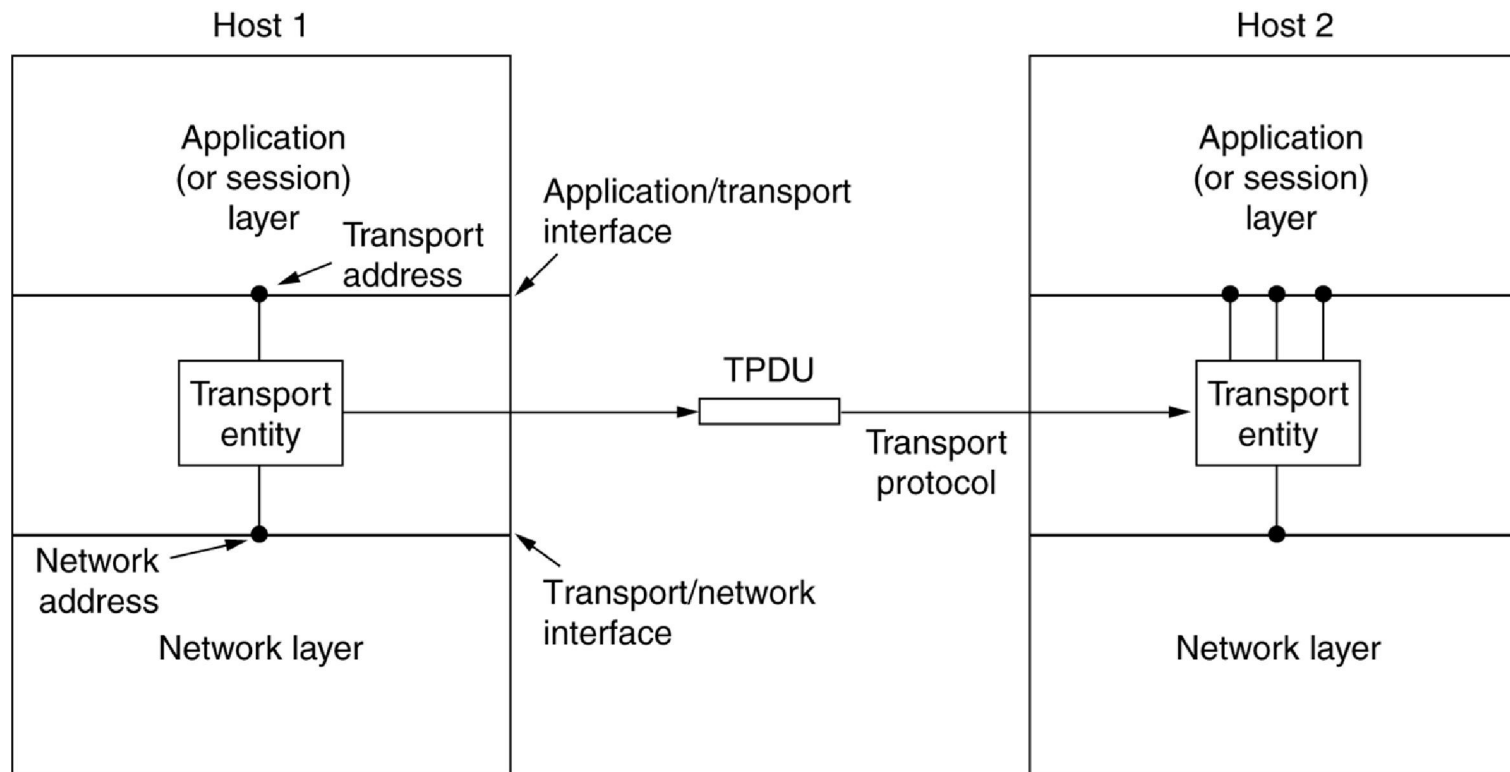 Host 1
Host 2
Application
(or session)
layer
Transport
address
Application/transport
interface
Application
(or session)
layer
TPDU
Transport
entity
Transport
protocol
Transport
entity
Network
address
Transport/network
interface
Network layer
Network layer